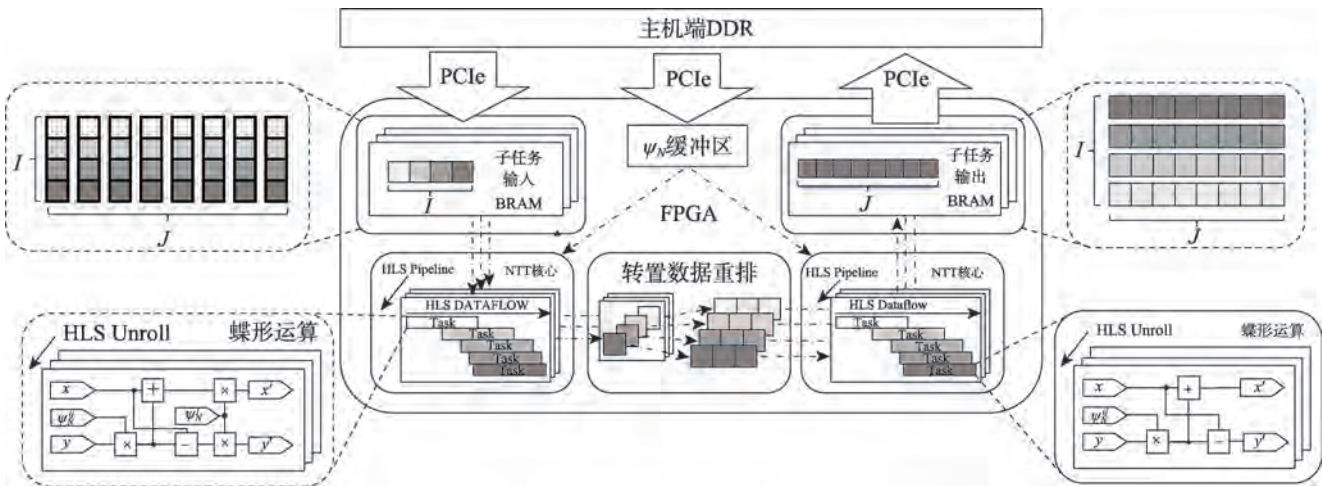 主机端DDR
PCIe
PCIe
PCIe
I
J
子任务
输入
BRAM
I
ψN缓冲区
FPGA
子任务
输出
BRAM
J
I
J
HLS Pipeline
NTT核心
HLS DATAFLOW
Task
Task
Task
Task
Task
转置数据重排
HLS Pipeline
NTT核心
HLS Dataflow
Task
Task
Task
Task
Task
HLS Unroll
蝶形运算
x
+
×
x'
y
×
−
×
y'
HLS Unroll
蝶形运算
x
+
x'
y
×
−
y'